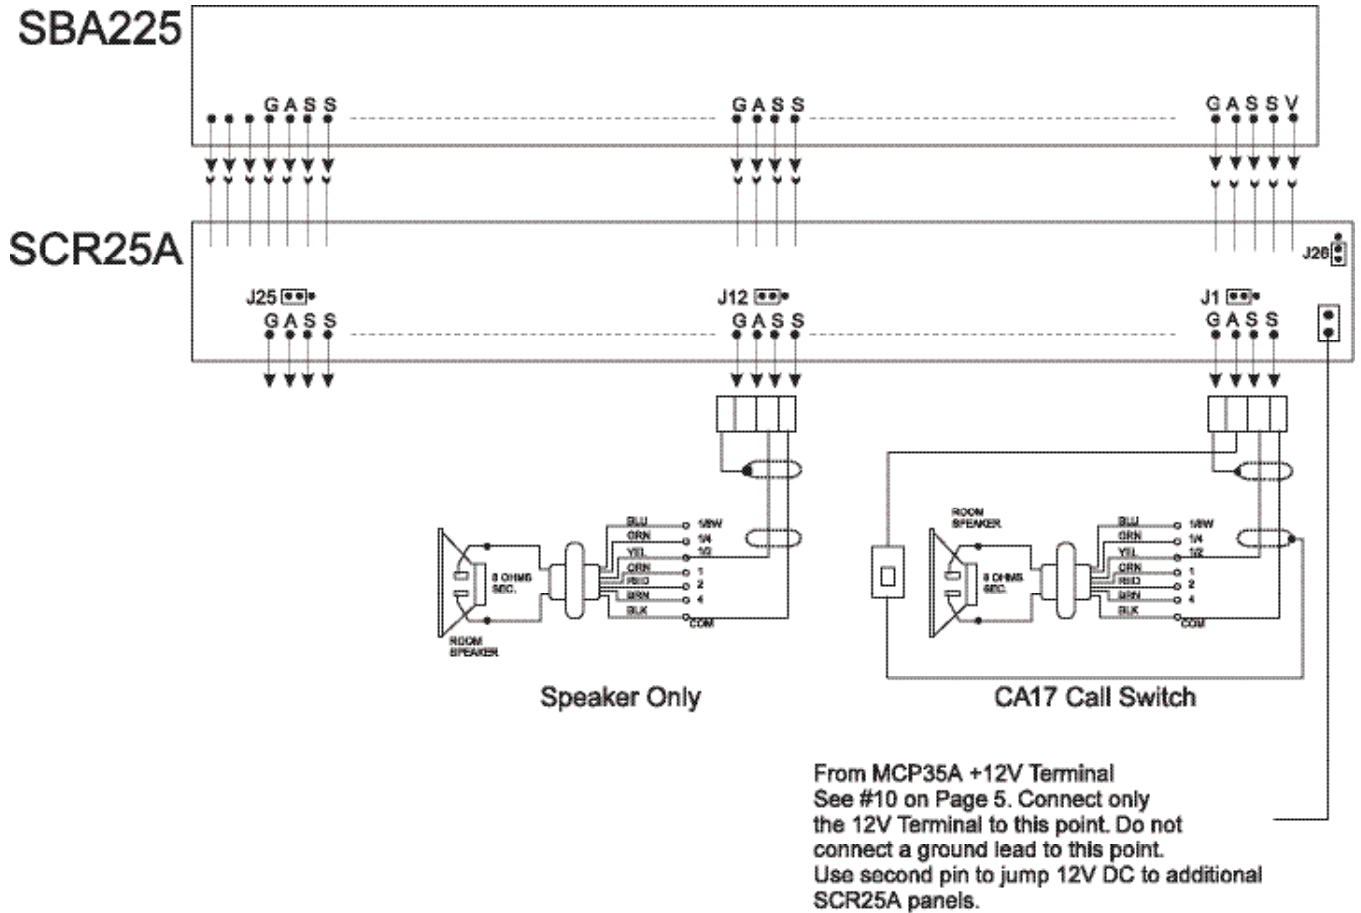 SBA225
G A S S
G A S S
G A S S V
SCR25A
J26
J25
J12
J1
G A S S
G A S S
G A S S
BLU
1/8W
GRN
1/4
YEL
1/2
ORN
1
RED
2
BRN
4
BLK
COM
8 OHMS
SEC.
ROOM
SPEAKER
Speaker Only
ROOM
SPEAKER
BLU
1/8W
GRN
1/4
YEL
1/2
ORN
1
RED
2
BRN
4
BLK
COM
8 OHMS
SEC.
CA17 Call Switch
From MCP35A +12V Terminal
See #10 on Page 5. Connect only
the 12V Terminal to this point. Do not
connect a ground lead to this point.
Use second pin to jump 12V DC to additional
SCR25A panels.